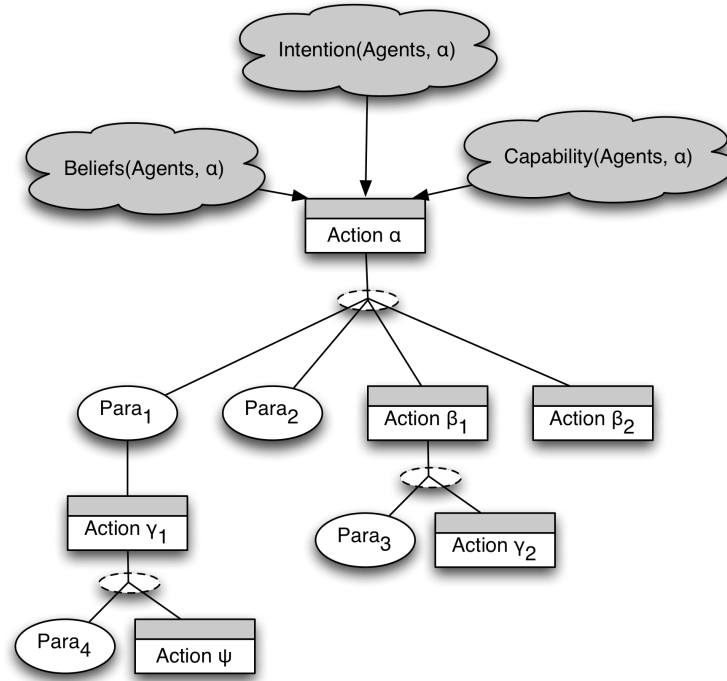 Intention(Agents, α)
Beliefs(Agents, α)
Capability(Agents, α)
Action α
Para₁
Para₂
Action β₁
Action β₂
Action γ₁
Para₃
Action γ₂
Para₄
Action ψ